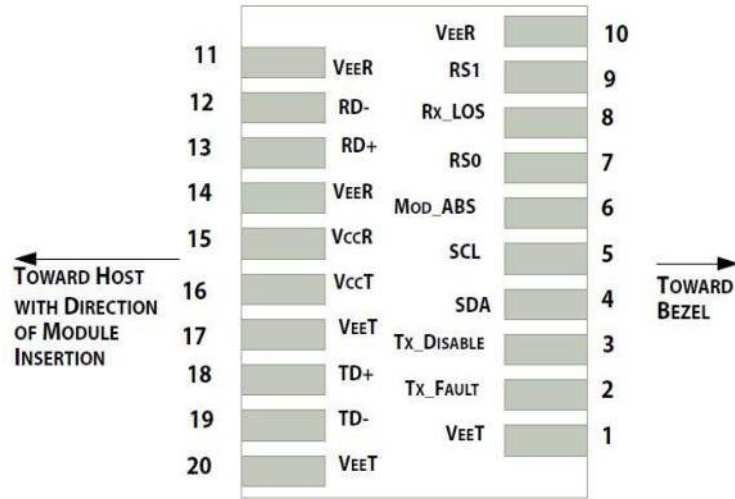 VEER 10
11 VEER RS1 9
12 RD- RX_LOS 8
13 RD+ RS0 7
14 VEER MOD_ABS 6
15 VCCR SCL 5
16 VCCT SDA 4
17 VEET TX_DISABLE 3
18 TD+ TX_FAULT 2
19 TD- VEET 1
20 VEET
TOWARD HOST
WITH DIRECTION
OF MODULE
INSERTION
TOWARD
BEZEL